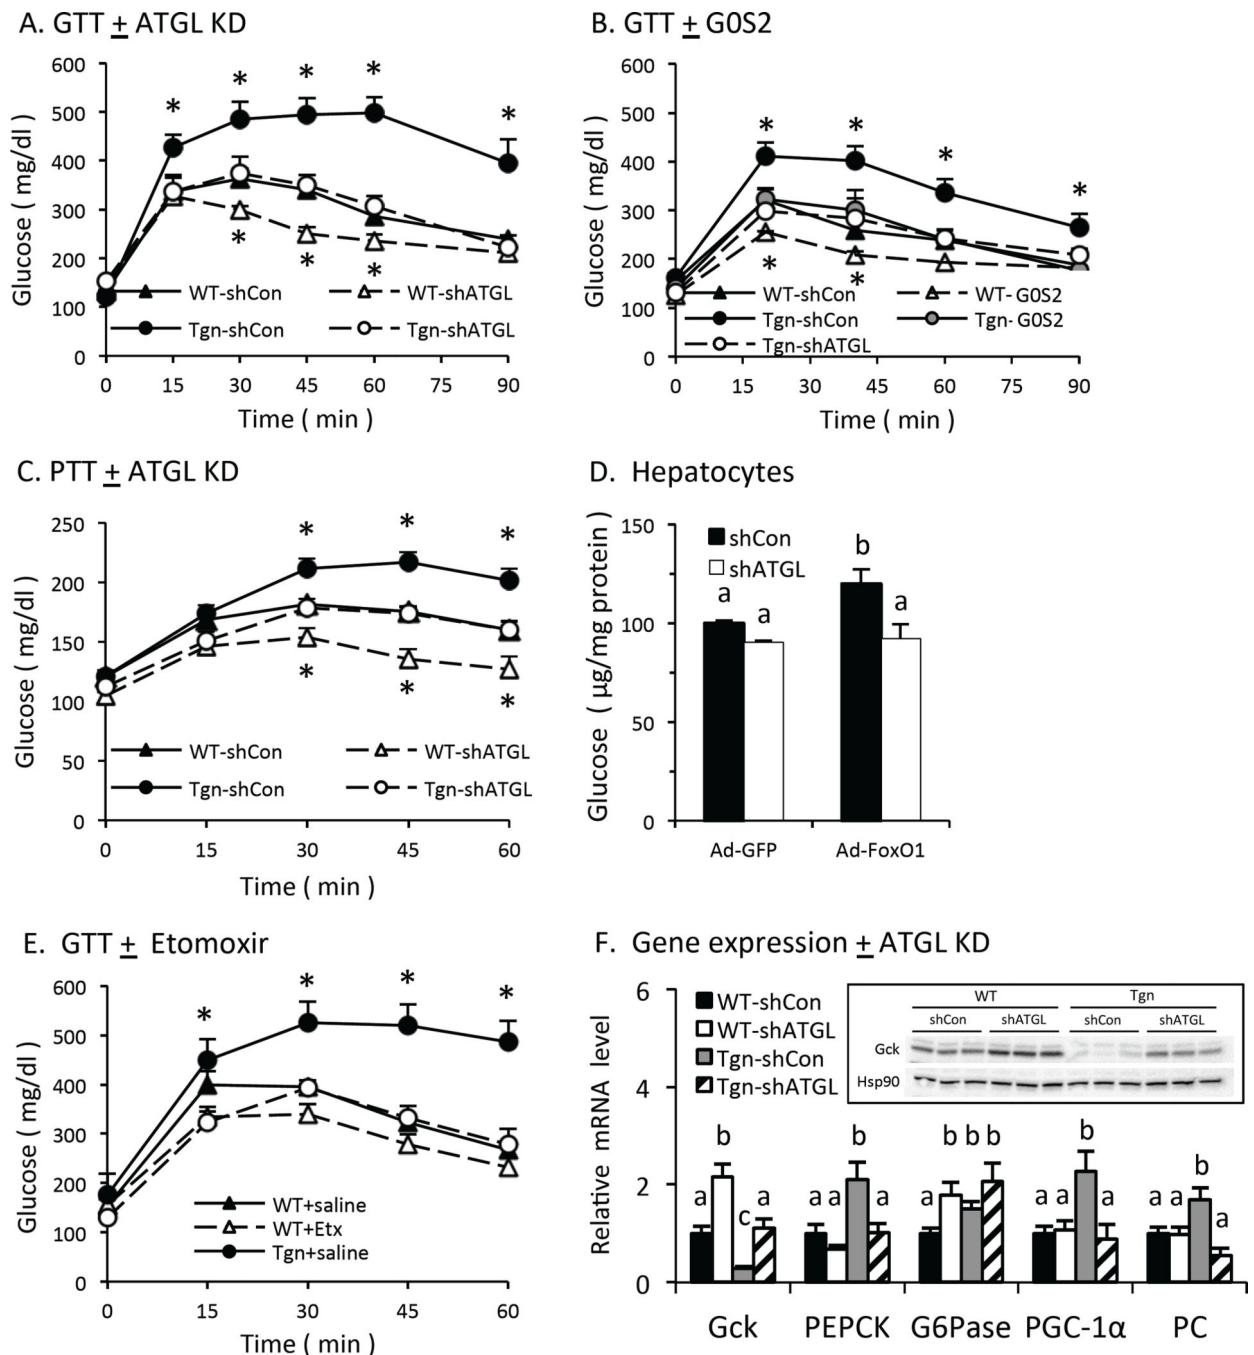 A. GTT ± ATGL KD
Glucose ( mg/dl)
600
500
400
300
200
100
0
* * * * *
* * *
WT-shCon WT-shATGL
Tgn-shCon Tgn-shATGL
0 15 30 45 60 90
Time ( min )
B. GTT ± G0S2
Glucose ( mg/dl)
600
500
400
300
200
100
0
* * * *
* *
WT-shCon WT- G0S2
Tgn-shCon Tgn- G0S2
Tgn-shATGL
0 15 30 45 60 75 90
Time ( min )
C. PTT ± ATGL KD
Glucose ( mg/dl)
250
200
150
100
50
0
* * *
* * *
WT-shCon WT-shATGL
Tgn-shCon Tgn-shATGL
0 15 30 45 60
Time ( min )
D. Hepatocytes
Glucose ( µg/mg protein)
150
100
50
0
shCon
shATGL
a a b a
Ad-GFP Ad-FoxO1
E. GTT ± Etomoxir
Glucose ( mg/dl)
600
500
400
300
200
100
0
* * * *
WT+saline
WT+Etx
Tgn+saline
0 15 30 45 60
Time ( min )
F. Gene expression ± ATGL KD
Relative mRNA level
6
4
2
0
WT-shCon
WT-shATGL
Tgn-shCon
Tgn-shATGL
WT Tgn
shCon shATGL shCon shATGL
Gck
Hsp90
a b c a
a a b a
a b b b
a a b a
a a b a
Gck PEPCK G6Pase PGC-1α PC